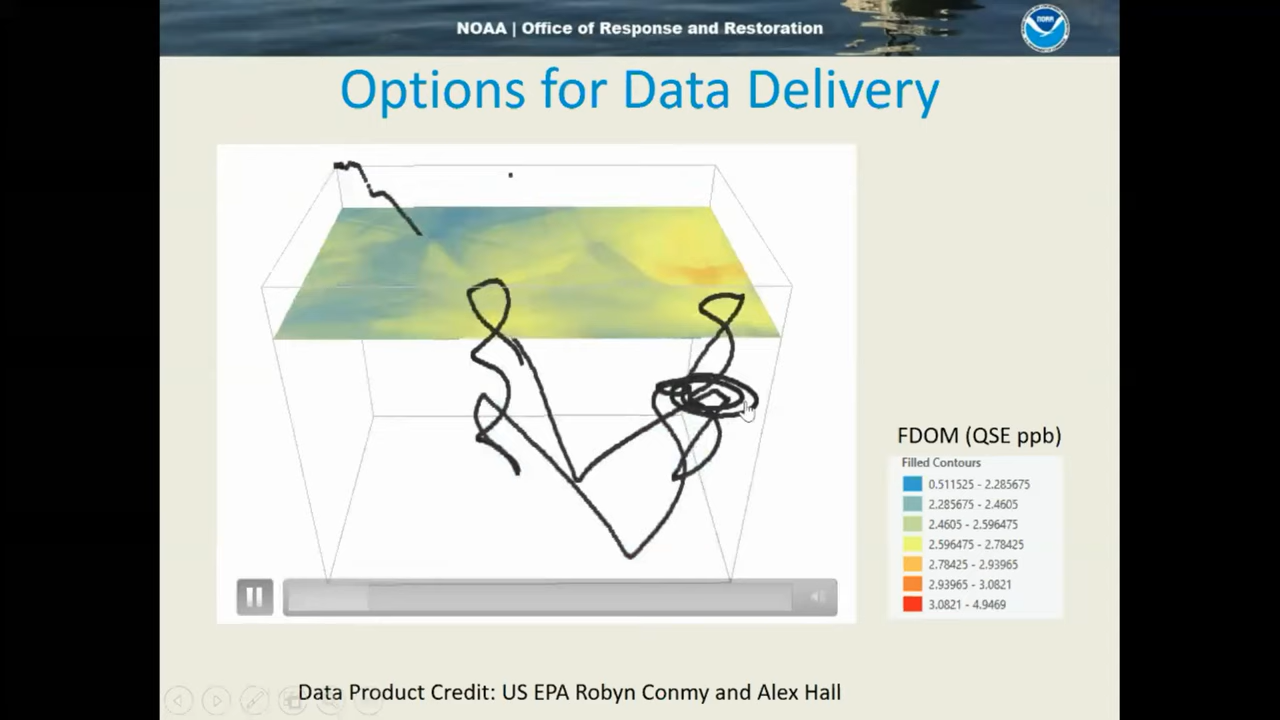 NOAA | Office of Response and Restoration
NOAA
Options for Data Delivery
FDOM (QSE ppb)
Filled Contours
0.511525 - 2.285675
2.285675 - 2.4605
2.4605 - 2.596475
2.596475 - 2.78425
2.78425 - 2.93965
2.93965 - 3.0821
3.0821 - 4.9469
Data Product Credit: US EPA Robyn Conmy and Alex Hall